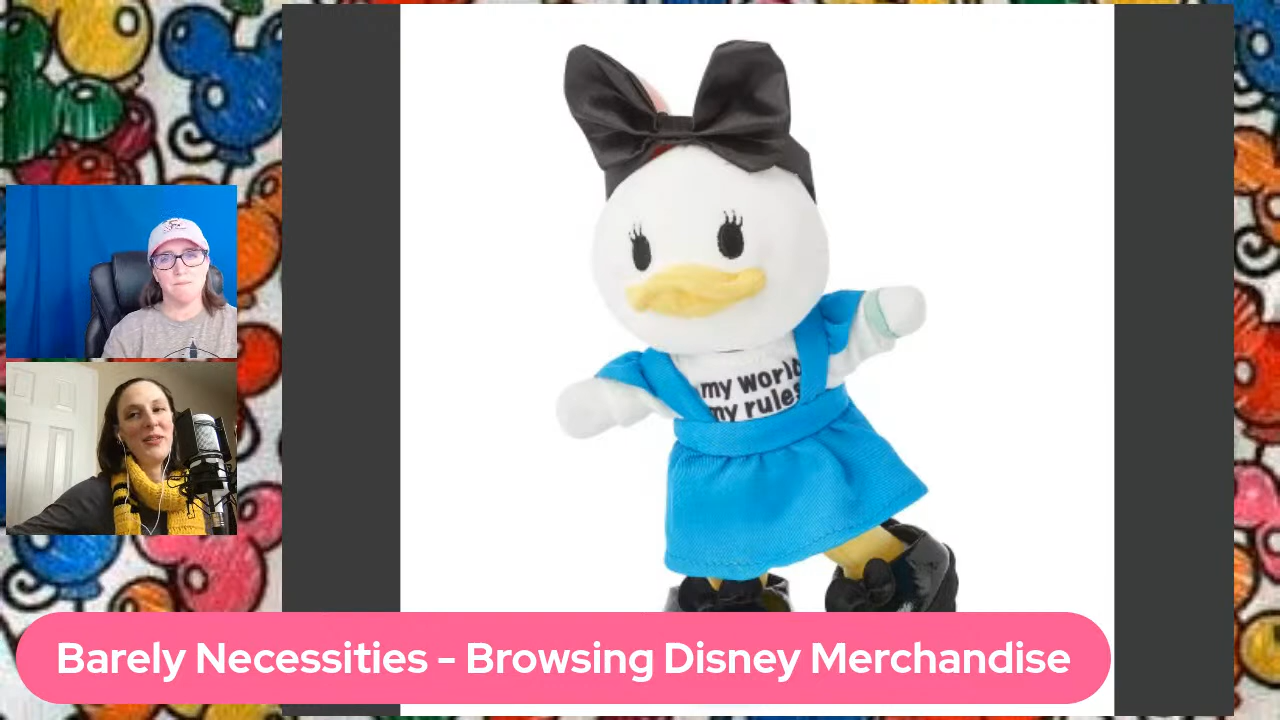 my world
my rules
Barely Necessities - Browsing Disney Merchandise